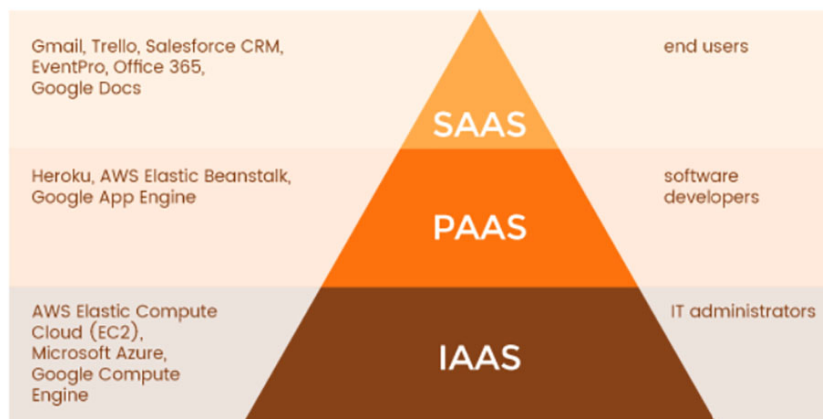 Gmail, Trello, Salesforce CRM,
EventPro, Office 365,
Google Docs
SAAS
end users
Heroku, AWS Elastic Beanstalk,
Google App Engine
PAAS
software
developers
AWS Elastic Compute
Cloud (EC2),
Microsoft Azure,
Google Compute
Engine
IAAS
IT administrators